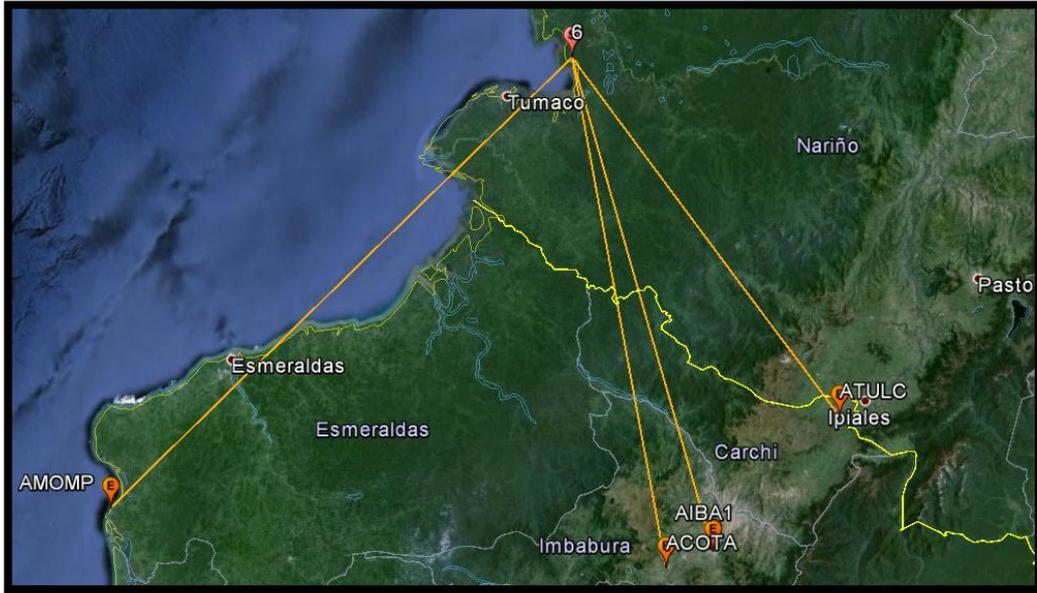 6
Tumaco
Nariño
Pasto
Esmeraldas
Esmeraldas
ATULC
Ipiales
Carchi
AMOMP
E
AIBA1
E
Imbabura
ACOTA